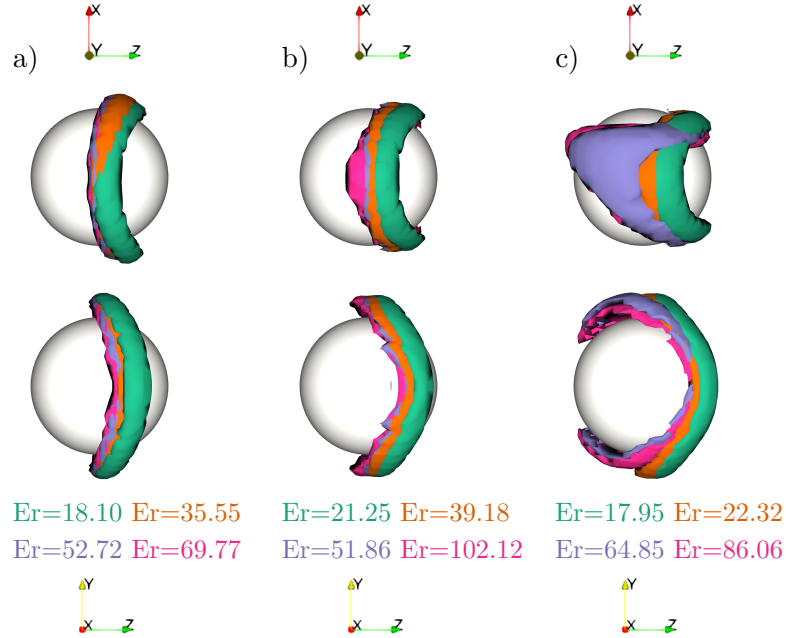 X X X
a) Y Z b) Y Z c) Y Z
Er=18.10 Er=35.55 Er=21.25 Er=39.18 Er=17.95 Er=22.32
Er=52.72 Er=69.77 Er=51.86 Er=102.12 Er=64.85 Er=86.06
Y Y Y
X Z X Z X Z